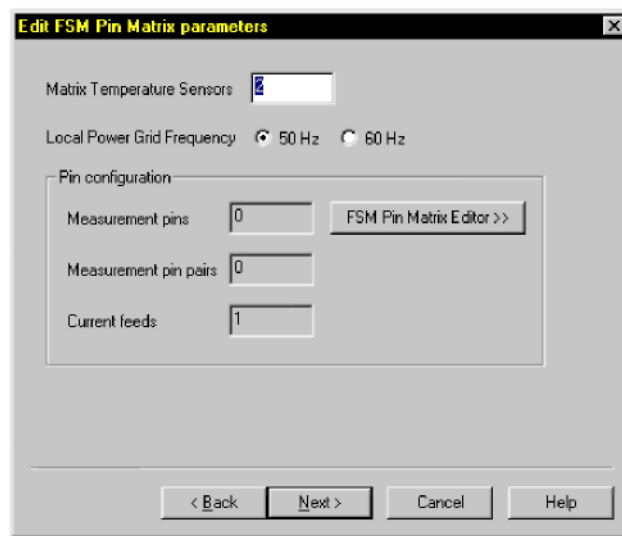 Edit FSM Pin Matrix parameters
Matrix Temperature Sensors 2
Local Power Grid Frequency 50 Hz 60 Hz
Pin configuration
Measurement pins 0 FSM Pin Matrix Editor >>
Measurement pin pairs 0
Current feeds 1
< Back Next > Cancel Help